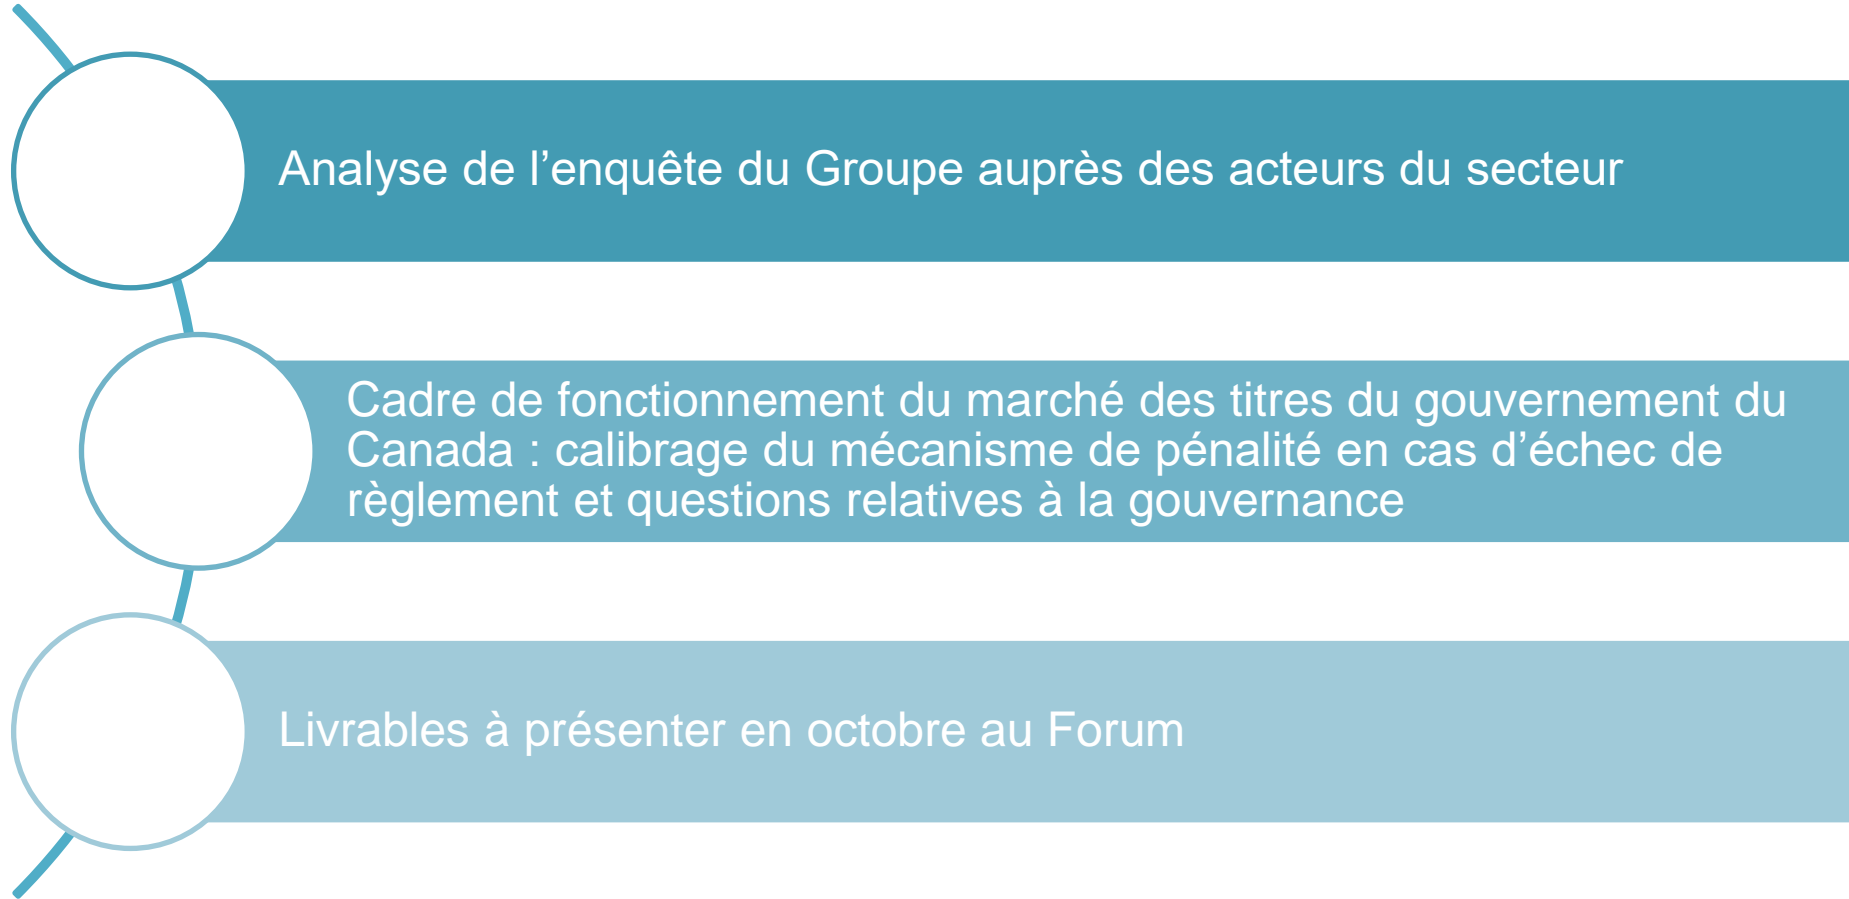 Analyse de l’enquête du Groupe auprès des acteurs du secteur
Cadre de fonctionnement du marché des titres du gouvernement du
Canada : calibrage du mécanisme de pénalité en cas d’échec de
règlement et questions relatives à la gouvernance
Livrables à présenter en octobre au Forum